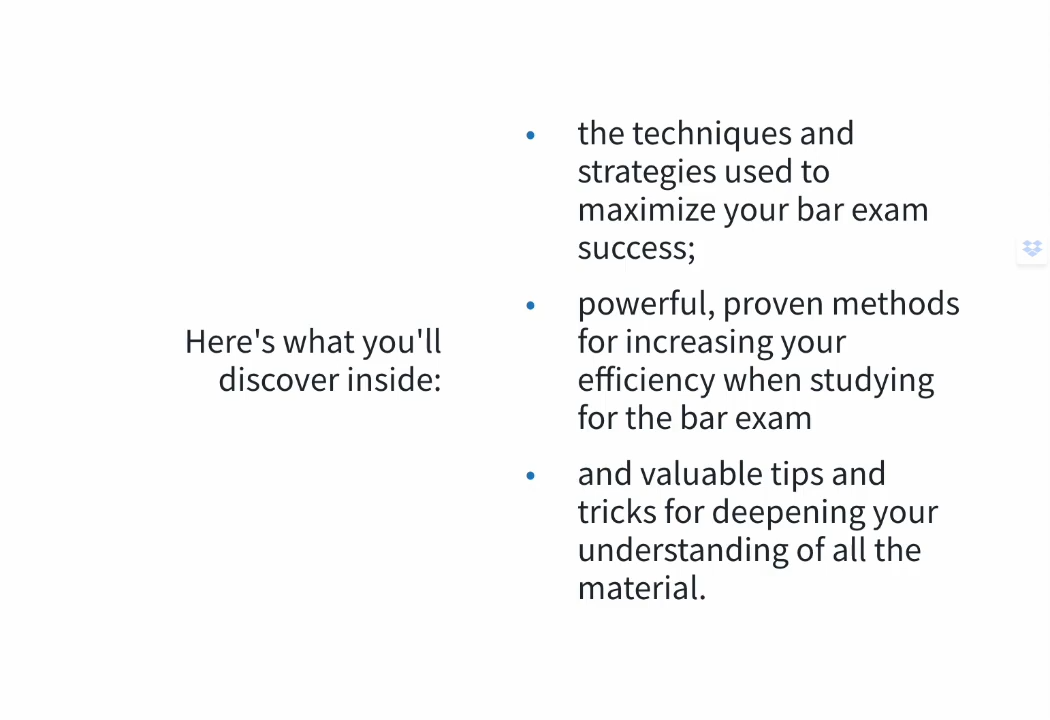 Here's what you'll
discover inside:
• the techniques and
strategies used to
maximize your bar exam
success;
• powerful, proven methods
for increasing your
efficiency when studying
for the bar exam
• and valuable tips and
tricks for deepening your
understanding of all the
material.